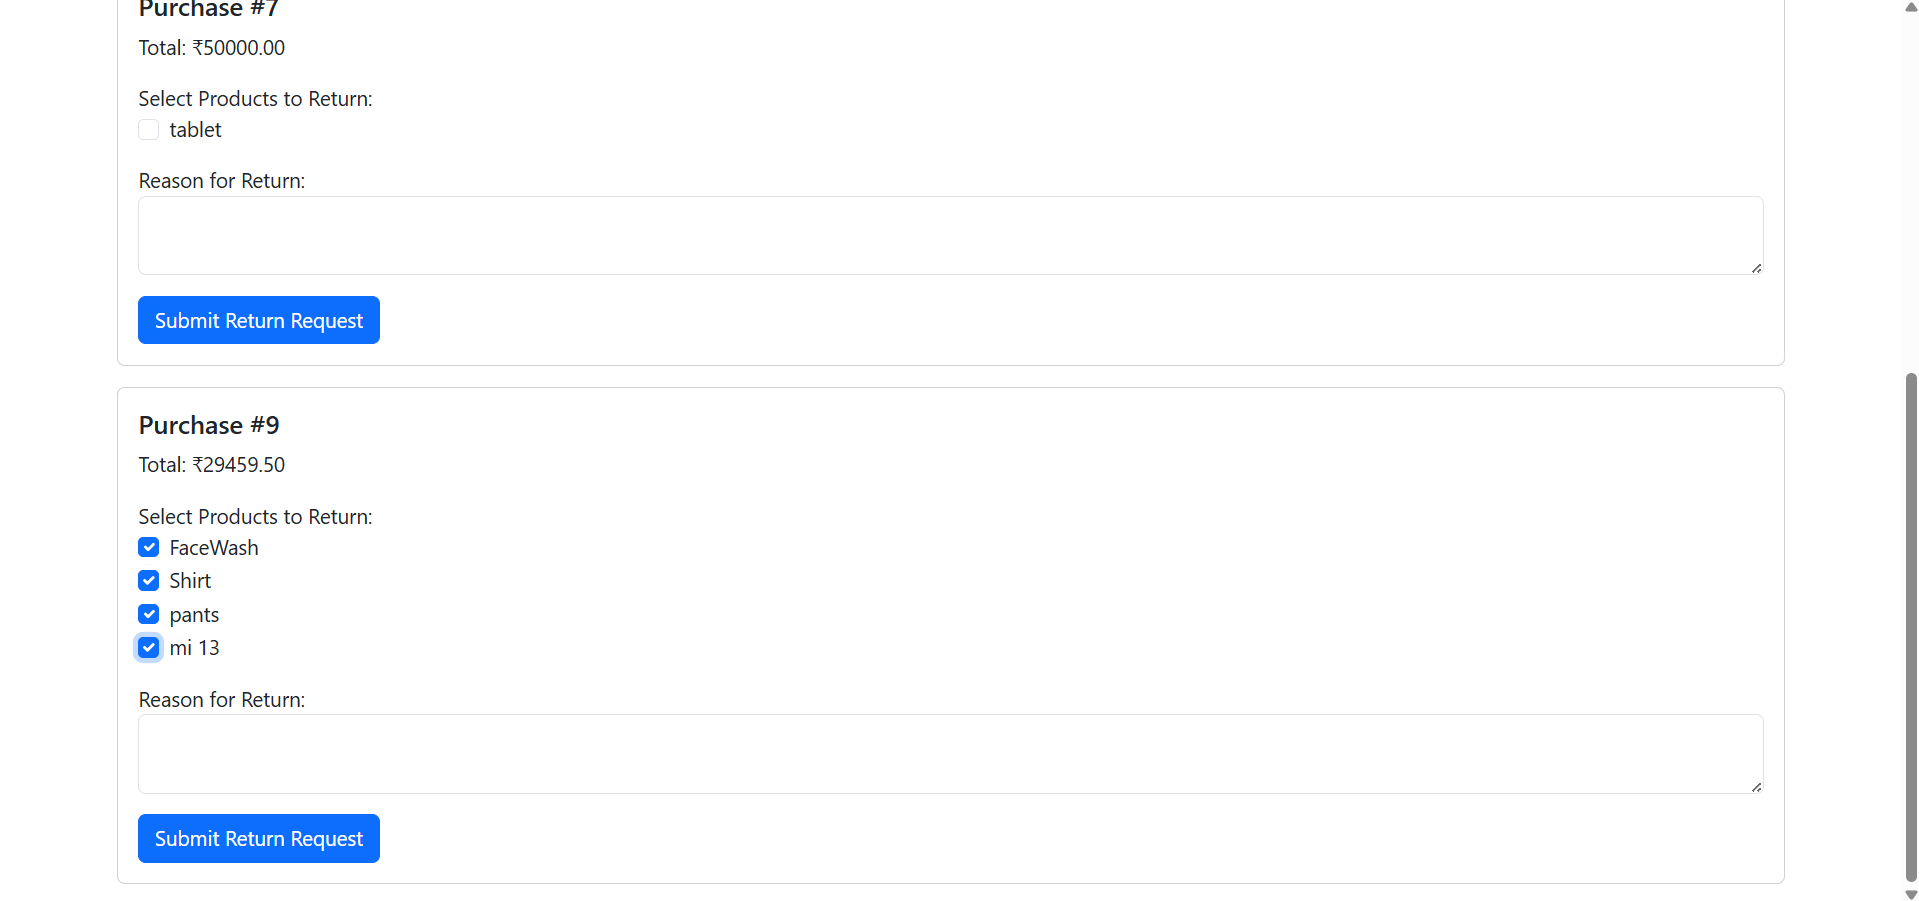 Purchase #7
Total: ₹50000.00
Select Products to Return:
tablet
Reason for Return:
Submit Return Request
Purchase #9
Total: ₹29459.50
Select Products to Return:
FaceWash
Shirt
pants
mi 13
Reason for Return:
Submit Return Request